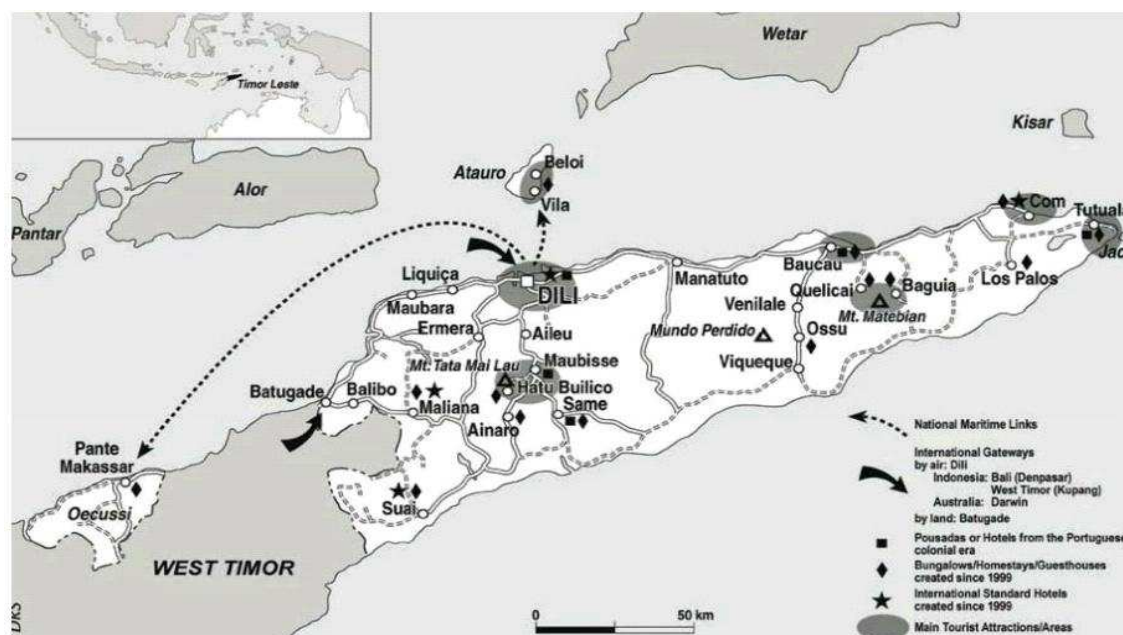 Timor Leste
Wetar
Kisar
Atauro
Beloi
Vila
Alor
Pantar
Com
Tutuala
Jac
Baucau
Liquiça
DILI
Manatuto
Quelicai
Baguia
Los Palos
Maubara
Mt. Matebian
Venilale
Ermera
Aileu
Mundo Perdido
Ossu
Mt. Tata Mai Lau
Maubisse
Viqueque
Batugade
Balibo
Hatu Builico
Maliana
Same
Ainaro
Pante
Makassar
Oecussi
Suai
WEST TIMOR
National Maritime Links
International Gateways
by air: Dili
Indonesia: Bali (Denpasar)
West Timor (Kupang)
Australia: Darwin
by land: Batugade
Pousadas or Hotels from the Portuguese
colonial era
Bungalows/Homestays/Guesthouses
created since 1999
International Standard Hotels
created since 1999
Main Tourist Attractions/Areas
0 50 km
DKS